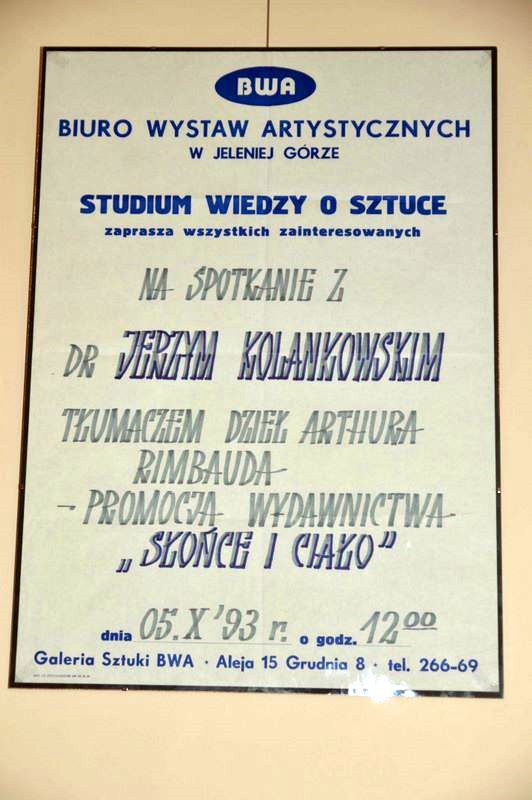 BWA
BIURO WYSTAW ARTYSTYCZNYCH
W JELENIEJ GÓRZE
STUDIUM WIEDZY O SZTUCE
zaprasza wszystkich zainteresowanych
NA SPOTKANIE Z
DR JERZYM KOLANKOWSKIM
TŁUMACZEM DZIEŁ ARTHURA
RIMBAUDA
- PROMOCJA WYDAWNICTWA
„SŁOŃCE I CIAŁO”
dnia 05.X '93 r. o godz. 12 00
Galeria Sztuki BWA · Aleja 15 Grudnia 8 · tel. 266-69